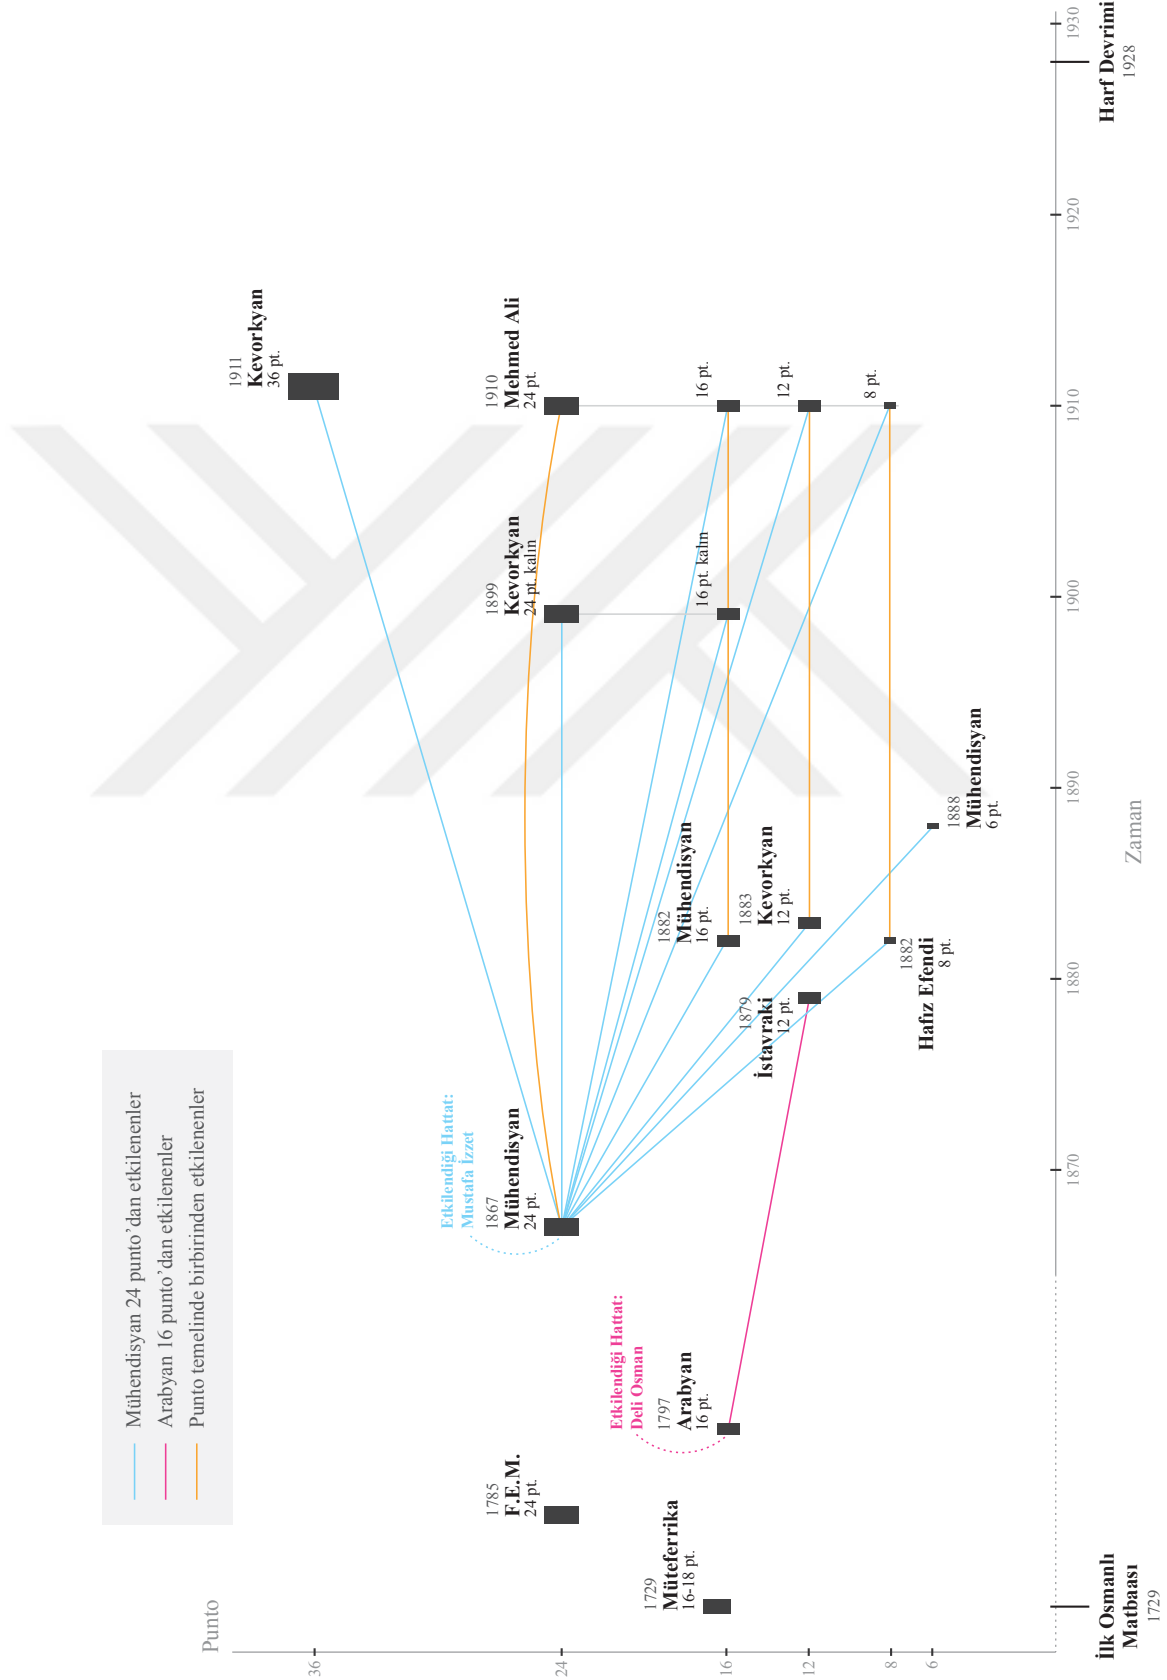 Mühendisyan 24 punto’dan etkilenenler
Arabyan 16 punto’dan etkilenenler
Punto temelinde birbirinden etkilenenler
Punto
36
24
16
12
8
6
1729
Müteferrika
16-18 pt.
1785
F.E.M.
24 pt.
Etkilendiği Hattat:
Deli Osman
1797
Arabyan
16 pt.
Etkilendiği Hattat:
Mustafa İzzet
1867
Mühendisyan
24 pt.
1879
İstavraki
12 pt.
1882
Mühendisyan
16 pt.
1883
Kevorkyan
12 pt.
1882
Hafız Efendi
8 pt.
1888
Mühendisyan
6 pt.
1899
Kevorkyan
24 pt. kalın
16 pt. kalın
1910
Mehmed Ali
24 pt.
16 pt.
12 pt.
8 pt.
1911
Kevorkyan
36 pt.
1870
1880
1890
1900
1910
1920
1930
Zaman
İlk Osmanlı
Matbaası
1729
Harf Devrimi
1928